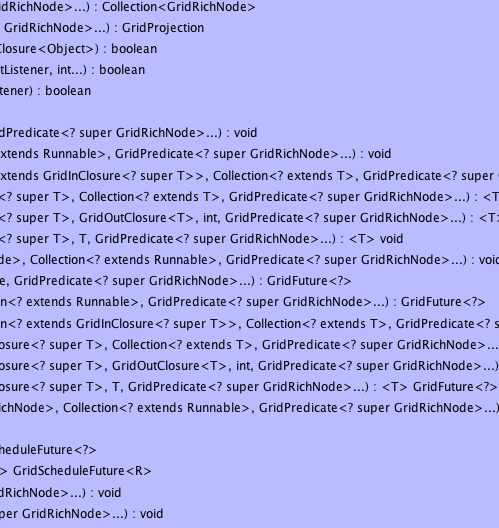 idRichNode>...) : Collection<GridNode>
GridRichNode>...) : GridProjection
Closure<Object>) : boolean
tListener, int...) : boolean
tener) : boolean
dPredicate<? super GridRichNode>...) : void
xtends Runnable>, GridPredicate<? super GridRichNode>...) : void
extends GridInClosure<? super T>>, Collection<? extends T>, GridPredicate<? super
<? super T>, Collection<? extends T>, GridPredicate<? super GridRichNode>...) : <T
<? super T>, GridOutClosure<T>, int, GridPredicate<? super GridRichNode>...) : <T>
<? super T>, T, GridPredicate<? super GridRichNode>...) : <T> void
de>, Collection<? extends Runnable>, GridPredicate<? super GridRichNode>...) : void
e, GridPredicate<? super GridRichNode>...) : GridFuture<?>
n<? extends Runnable>, GridPredicate<? super GridRichNode>...) : GridFuture<?>
n<? extends GridInClosure<? super T>>, Collection<? extends T>, GridPredicate<? s
osure<? super T>, Collection<? extends T>, GridPredicate<? super GridRichNode>...
osure<? super T>, GridOutClosure<T>, int, GridPredicate<? super GridRichNode>...)
osure<? super T>, T, GridPredicate<? super GridRichNode>...) : <T> GridFuture<?>
ichNode>, Collection<? extends Runnable>, GridPredicate<? super GridRichNode>...)
heduleFuture<?>
> GridScheduleFuture<R>
dRichNode>...) : void
per GridRichNode>...) : void